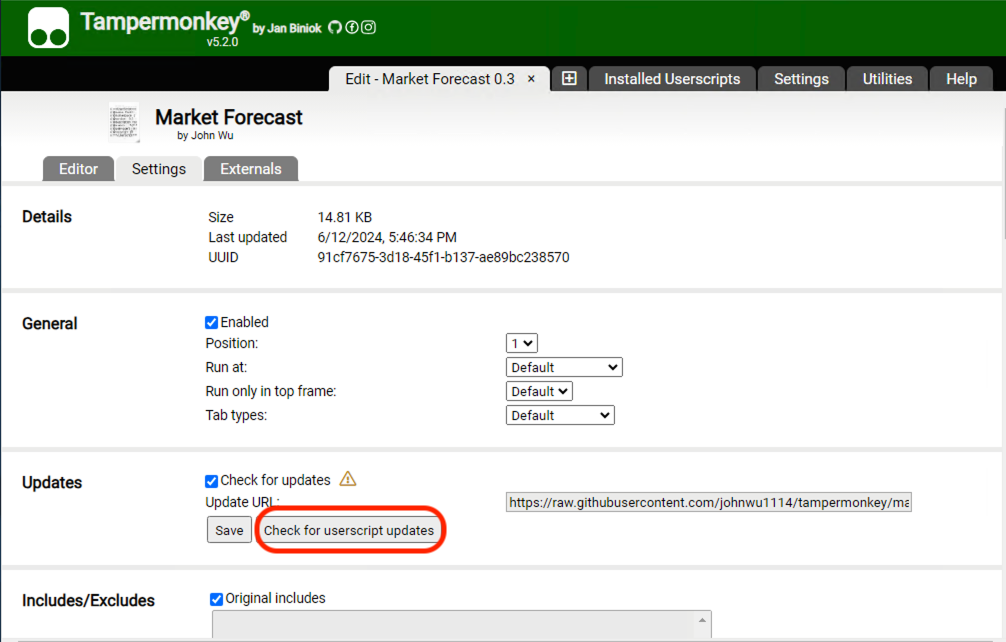 Tampermonkey® by Jan Biniok
v5.2.0
Edit - Market Forecast 0.3 × Installed Userscripts Settings Utilities Help
Market Forecast
by John Wu
Editor Settings Externals
Details
Size 14.81 KB
Last updated 6/12/2024, 5:46:34 PM
UUID 91cf7675-3d18-45f1-b137-ae89bc238570
General
Enabled
Position: 1
Run at: Default
Run only in top frame: Default
Tab types: Default
Updates
Check for updates
Update URL: https://raw.githubusercontent.com/johnwu1114/tampermonkey/ma
Save Check for userscript updates
Includes/Excludes
Original includes